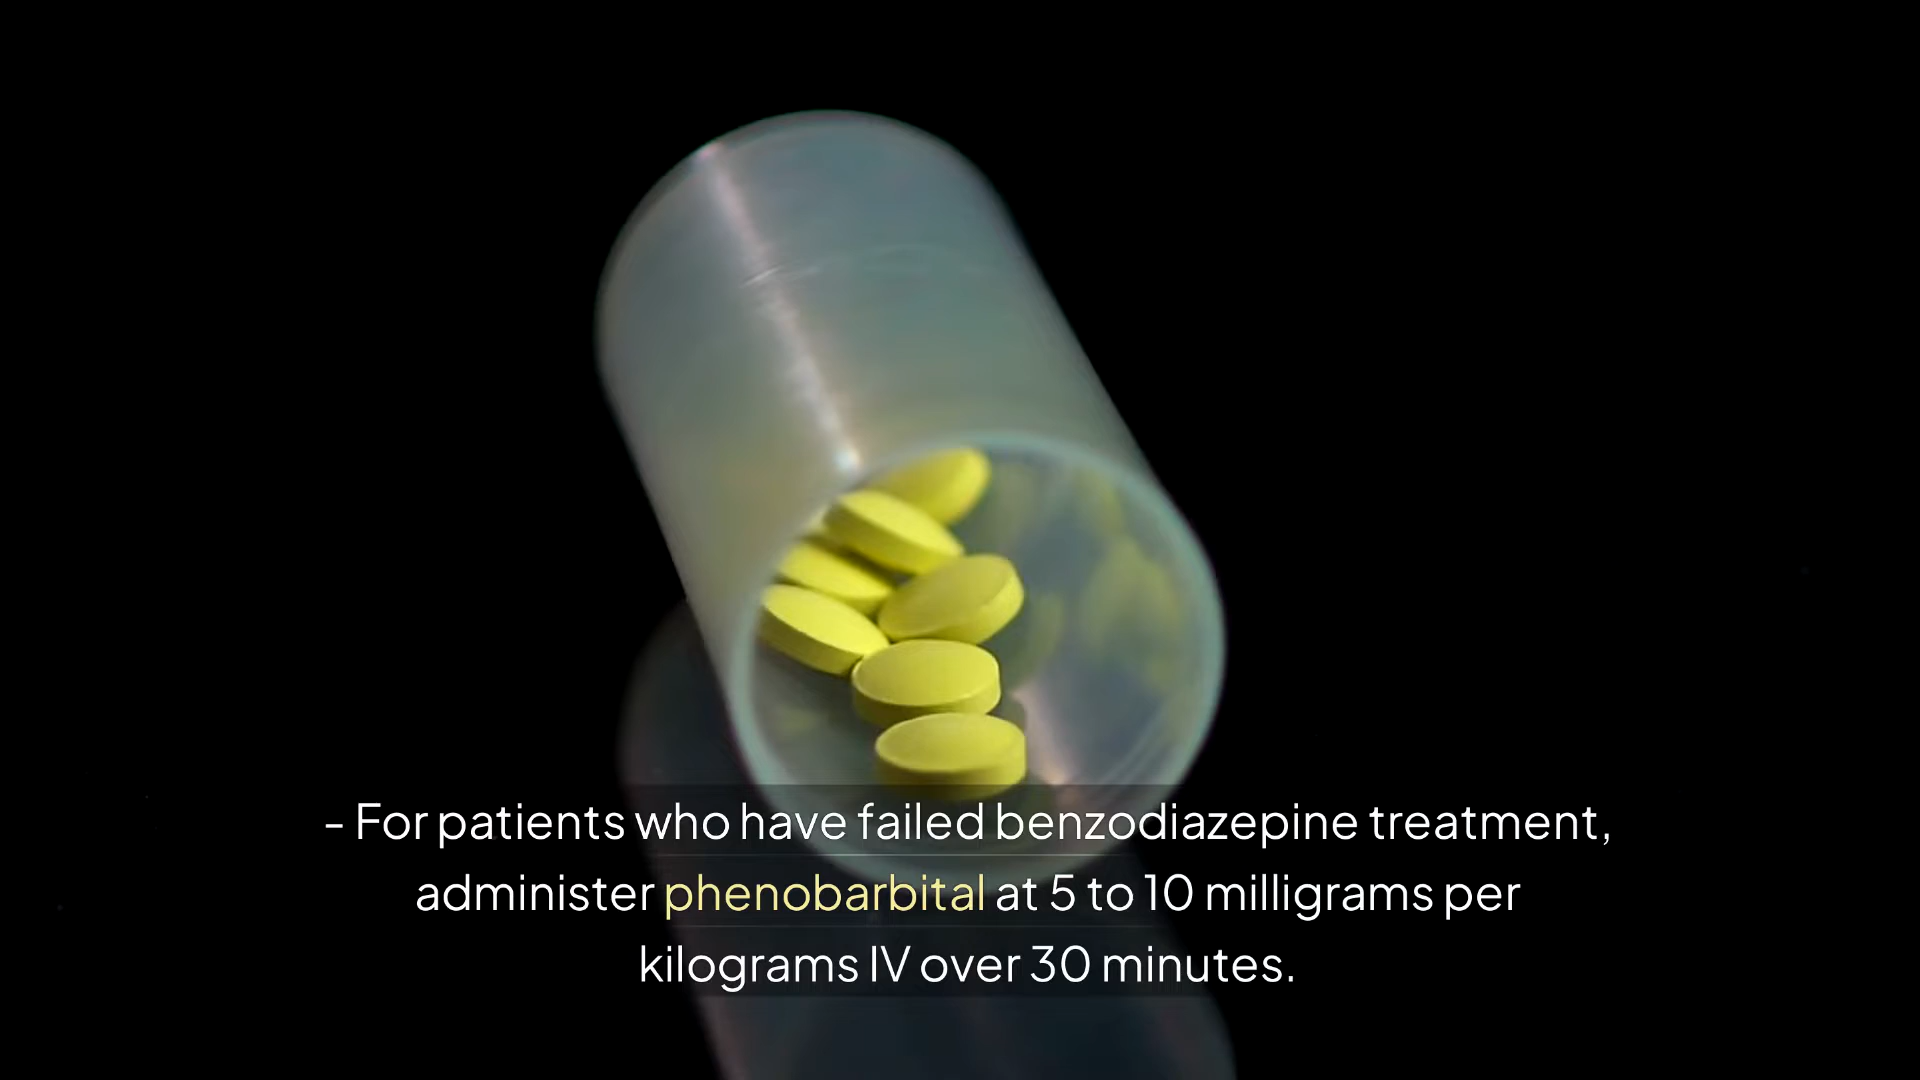 - For patients who have failed benzodiazepine treatment,
administer phenobarbital at 5 to 10 milligrams per
kilograms IV over 30 minutes.